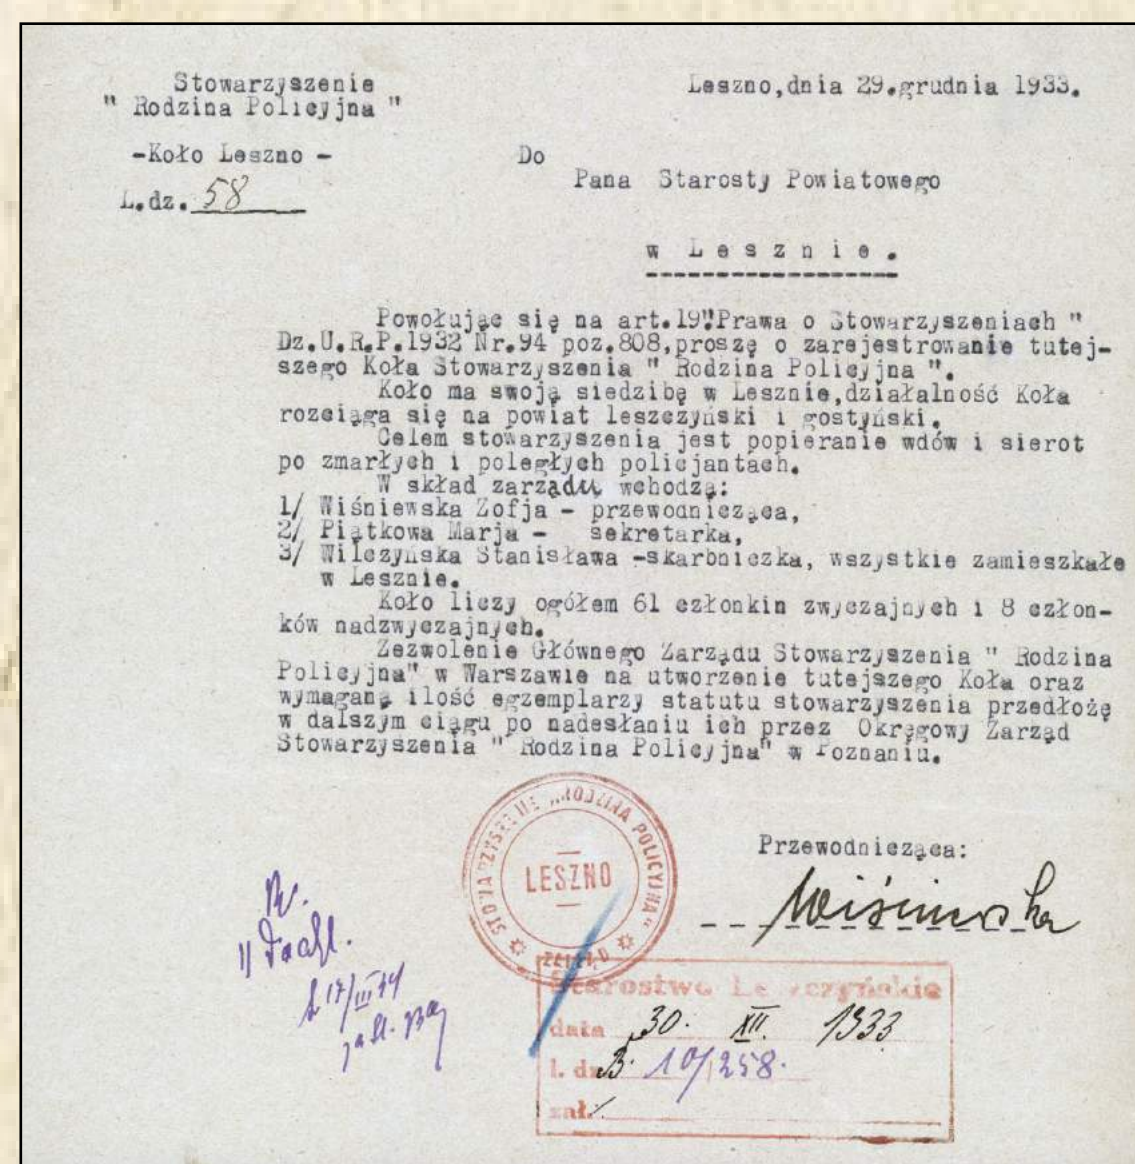 Stowarzyszenie
" Rodzina Policyjna "
-Koło Leszno -
L.dz. 58
Leszno,dnia 29.grudnia 1933.
Do
Pana Starosty Powiatowego
w Lesznie.
Powołując się na art.19"Prawa o Stowarzyszeniach "
Dz.U.R.P.1932 Nr.94 poz.808,proszę o zarejestrowanie tutej-
szego Koła Stowarzyszenia " Rodzina Policyjna ".
Koło ma swoją siedzibę w Lesznie,działalność Koła
rozciąga się na powiat leszczyński i gostyński.
Celem stowarzyszenia jest popieranie wdów i sierot
po zmarłych i poległych policjantach.
W skład zarządu wchodzą:
1/ Wiśniewska Zofja - przewodnicząca,
2/ Piątkowa Marja - sekretarka,
3/ Wilczyńska Stanisława -skarbniczka, wszystkie zamieszkałe
w Lesznie.
Koło liczy ogółem 61 członkin zwyczajnych i 8 człon-
ków nadzwyczajnych.
Zezwolenie Głównego Zarządu Stowarzyszenia " Rodzina
Policyjna" w Warszawie na utworzenie tutejszego Koła oraz
wymaganą ilość egzemplarzy statutu stowarzyszenia przedłożę
w dalszym ciągu po nadesłaniu ich przez Okręgowy Zarząd
Stowarzyszenia " Rodzina Policyjna" w Poznaniu.
STOWARZYSZENIE "RODZINA POLICYJNA"
LESZNO
ZARZĄD
Przewodnicząca:
Wiśniewska
Starostwo Leszczyńskie
data 30. XII. 1933
l. dz. B. 10/258.
zał.